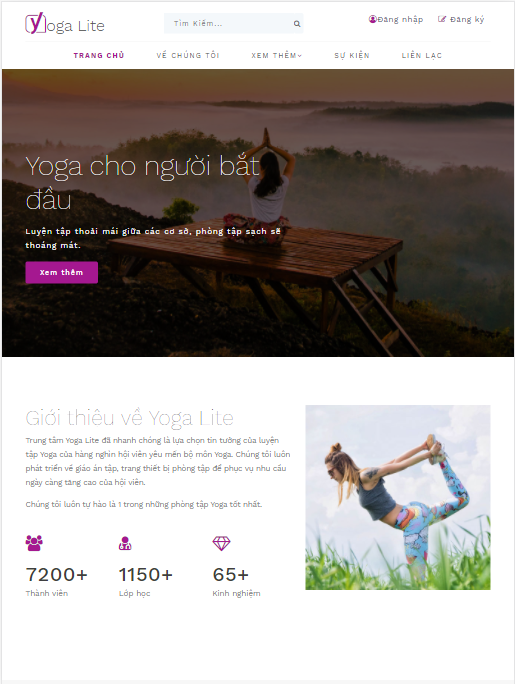 yoga Lite
Tìm Kiếm...
Đăng nhập
Đăng ký
TRANG CHỦ
VỀ CHÚNG TÔI
XEM THÊM
SỰ KIỆN
LIÊN LẠC
Yoga cho người bắt
đầu
Luyện tập thoải mái giữa các cơ sở, phòng tập sạch sẽ
thoáng mát.
Xem thêm
Giới thiệu về Yoga Lite
Trung tâm Yoga Lite đã nhanh chóng là lựa chọn tin tưởng của luyện
tập Yoga của hàng nghìn hội viên yêu mến bộ môn Yoga. Chúng tôi luôn
phát triển về giáo án tập, trang thiết bị phòng tập để phục vụ nhu cầu
ngày càng tăng cao của hội viên.
Chúng tôi luôn tự hào là 1 trong những phòng tập Yoga tốt nhất.
7200+
1150+
65+
Thành viên
Lớp học
Kinh nghiệm